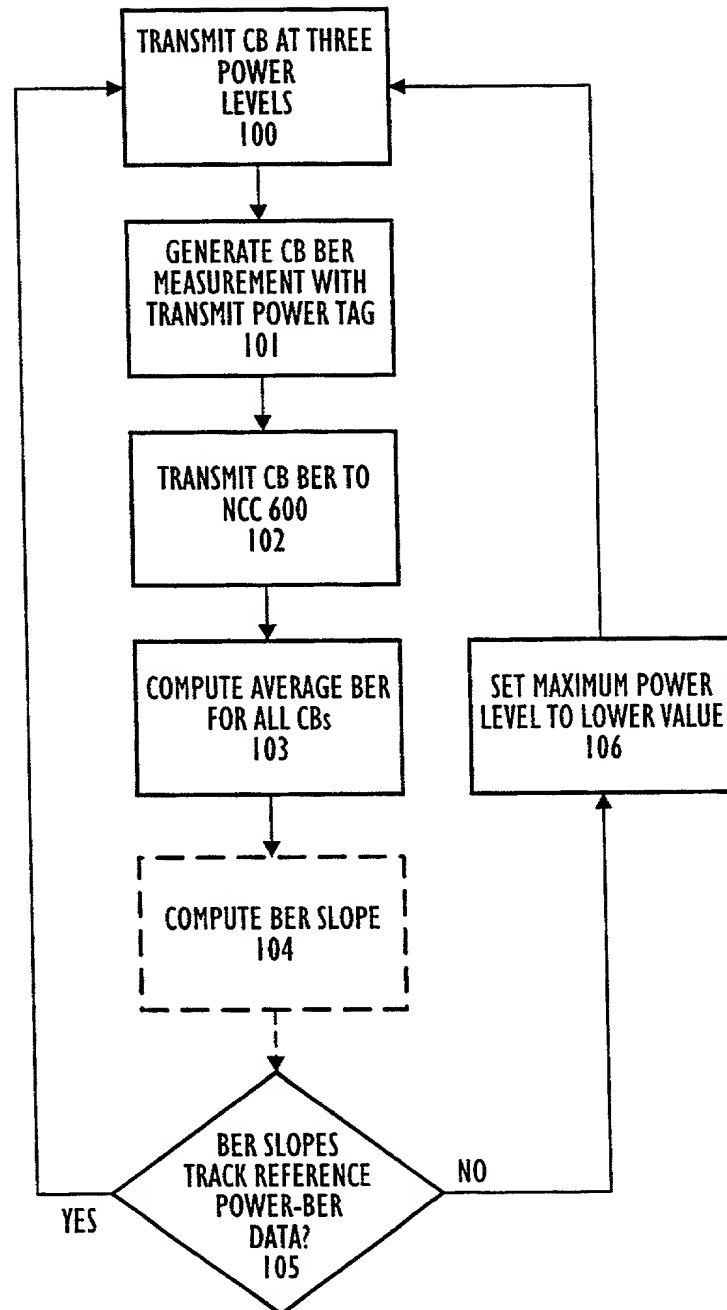 TRANSMIT CB AT THREE
POWER
LEVELS
100
GENERATE CB BER
MEASUREMENT WITH
TRANSMIT POWER TAG
101
TRANSMIT CB BER TO
NCC 600
102
COMPUTE AVERAGE BER
FOR ALL CBs
103
SET MAXIMUM POWER
LEVEL TO LOWER VALUE
106
COMPUTE BER SLOPE
104
BER SLOPES
TRACK REFERENCE
POWER-BER
DATA?
105
YES
NO